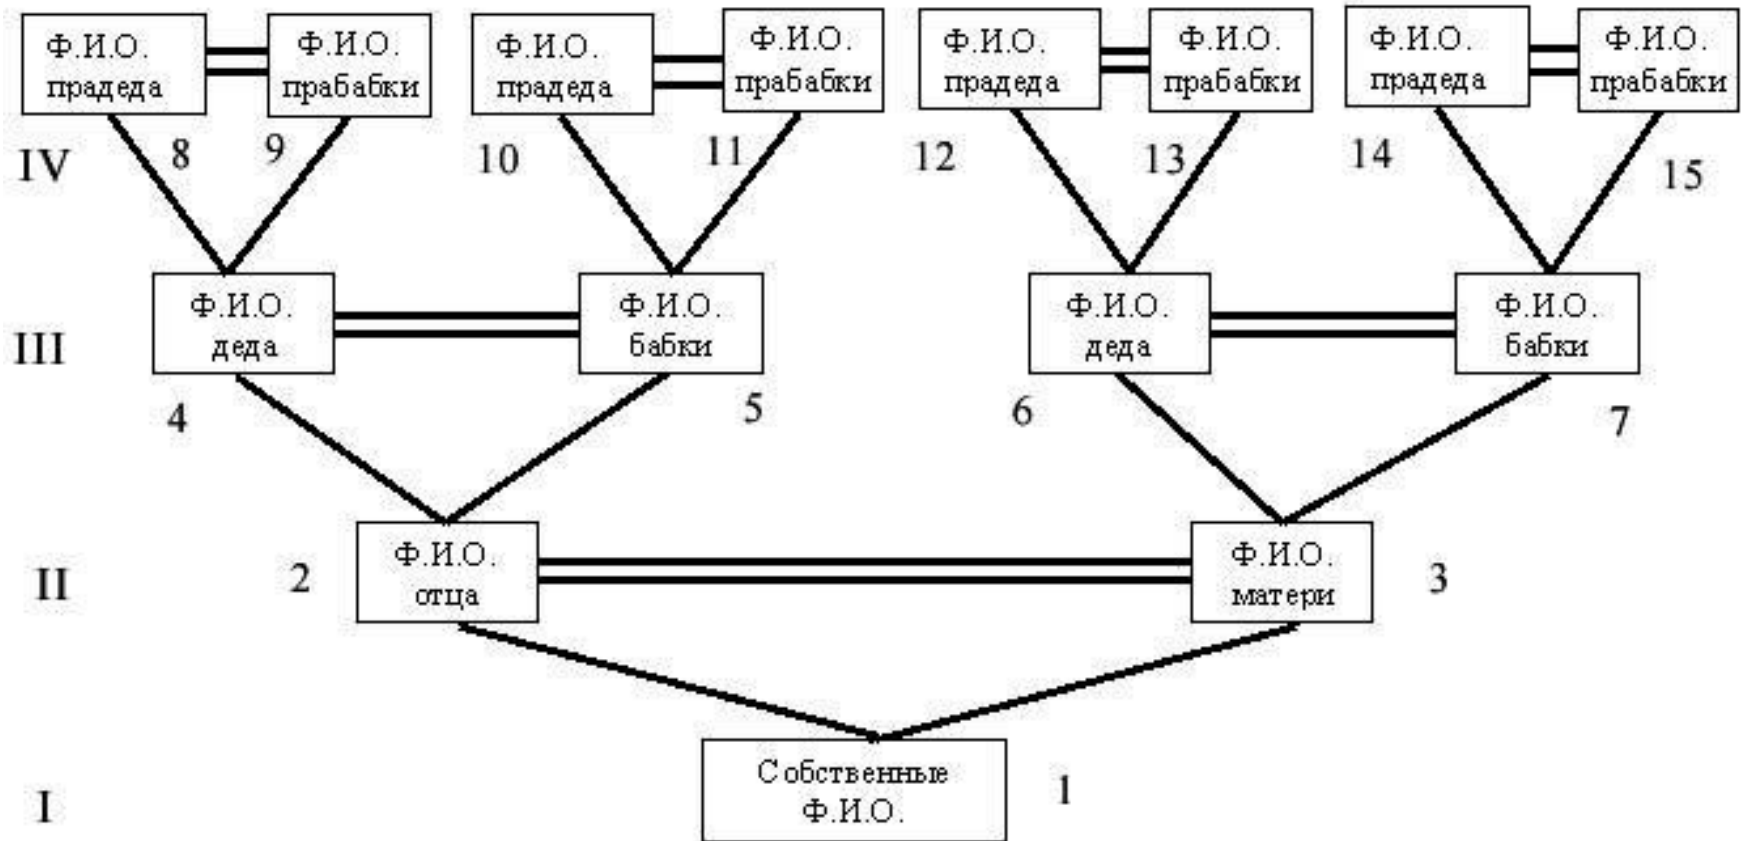 Ф.И.О.
прадеда
Ф.И.О.
прабабки
Ф.И.О.
прадеда
Ф.И.О.
прабабки
Ф.И.О.
прадеда
Ф.И.О.
прабабки
Ф.И.О.
прадеда
Ф.И.О.
прабабки
IV
8
9
10
11
12
13
14
15
III
Ф.И.О.
деда
Ф.И.О.
бабки
Ф.И.О.
деда
Ф.И.О.
бабки
4
5
6
7
II
2
Ф.И.О.
отца
Ф.И.О.
матери
3
I
Собственные
Ф.И.О.
1